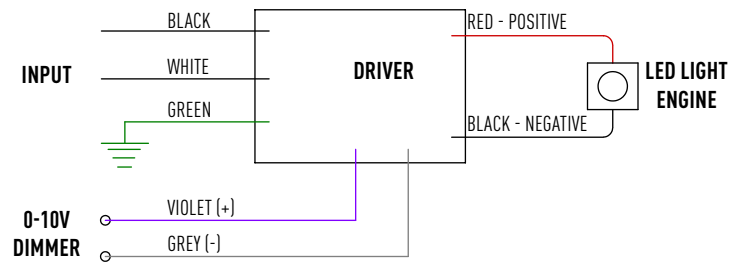 BLACK
RED - POSITIVE
INPUT
WHITE
DRIVER
LED LIGHT
ENGINE
GREEN
BLACK - NEGATIVE
0-10V
DIMMER
VIOLET (+)
GREY (-)